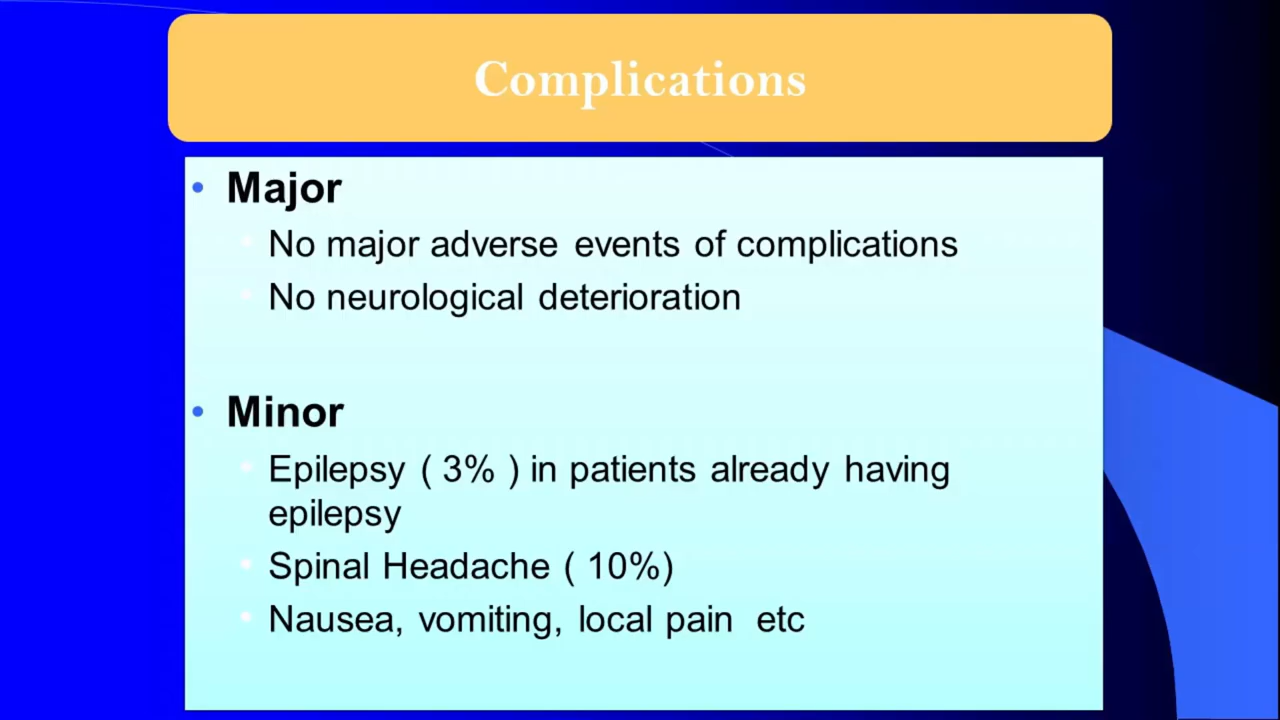 Complications
• Major
• No major adverse events of complications
• No neurological deterioration
• Minor
• Epilepsy ( 3% ) in patients already having
epilepsy
• Spinal Headache ( 10%)
• Nausea, vomiting, local pain etc